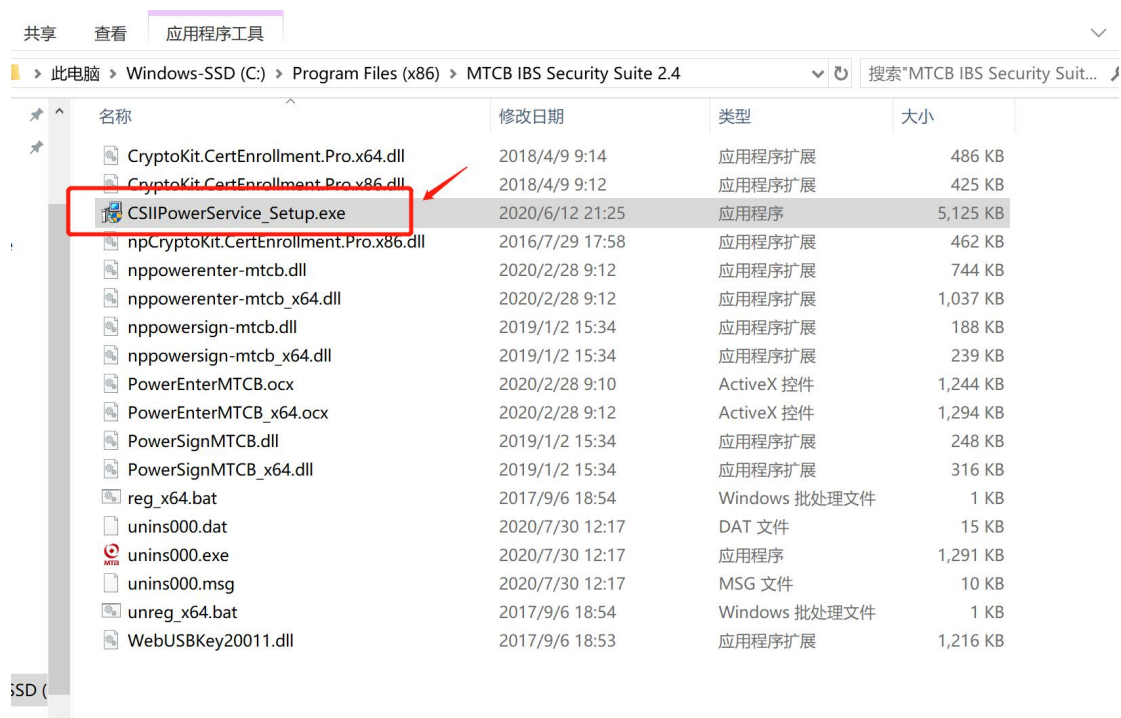 共享 查看 应用程序工具
此电脑 Windows-SSD (C:) Program Files (x86) MTCB IBS Security Suite 2.4 搜索"MTCB IBS Security Suit...
名称 修改日期 类型 大小
CryptoKit.CertEnrollment.Pro.x64.dll 2018/4/9 9:14 应用程序扩展 486 KB
CryptoKit.CertEnrollment.Pro.x86.dll 2018/4/9 9:12 应用程序扩展 425 KB
CSIIPowerService_Setup.exe 2020/6/12 21:25 应用程序 5,125 KB
npCryptoKit.CertEnrollment.Pro.x86.dll 2016/7/29 17:58 应用程序扩展 462 KB
nppowerenter-mtcb.dll 2020/2/28 9:12 应用程序扩展 744 KB
nppowerenter-mtcb_x64.dll 2020/2/28 9:12 应用程序扩展 1,037 KB
nppowersign-mtcb.dll 2019/1/2 15:34 应用程序扩展 188 KB
nppowersign-mtcb_x64.dll 2019/1/2 15:34 应用程序扩展 239 KB
PowerEnterMTCB.ocx 2020/2/28 9:10 ActiveX 控件 1,244 KB
PowerEnterMTCB_x64.ocx 2020/2/28 9:12 ActiveX 控件 1,294 KB
PowerSignMTCB.dll 2019/1/2 15:34 应用程序扩展 248 KB
PowerSignMTCB_x64.dll 2019/1/2 15:34 应用程序扩展 316 KB
reg_x64.bat 2017/9/6 18:54 Windows 批处理文件 1 KB
unins000.dat 2020/7/30 12:17 DAT 文件 15 KB
unins000.exe 2020/7/30 12:17 应用程序 1,291 KB
unins000.msg 2020/7/30 12:17 MSG 文件 10 KB
unreg_x64.bat 2017/9/6 18:54 Windows 批处理文件 1 KB
WebUSBKey20011.dll 2017/9/6 18:53 应用程序扩展 1,216 KB
SSD (